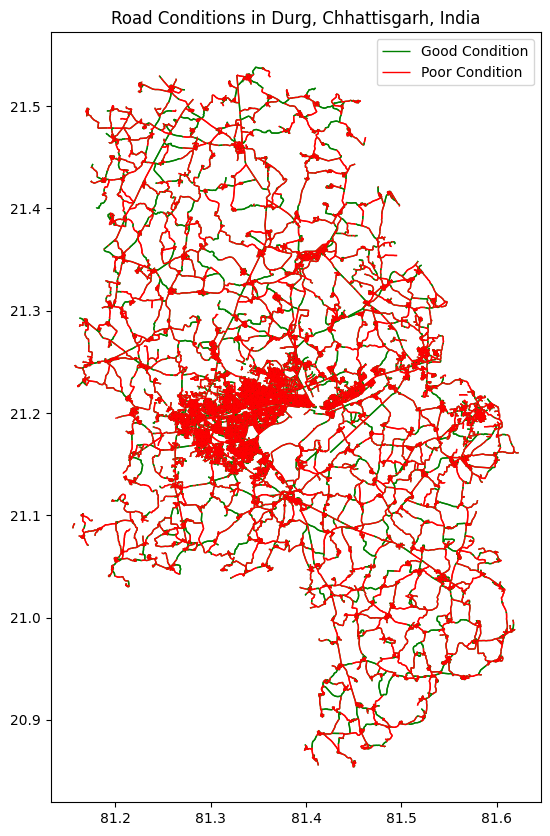 Road Conditions in Durg, Chhattisgarh, India
Good Condition
Poor Condition
21.5
21.4
21.3
21.2
21.1
21.0
20.9
81.2 81.3 81.4 81.5 81.6